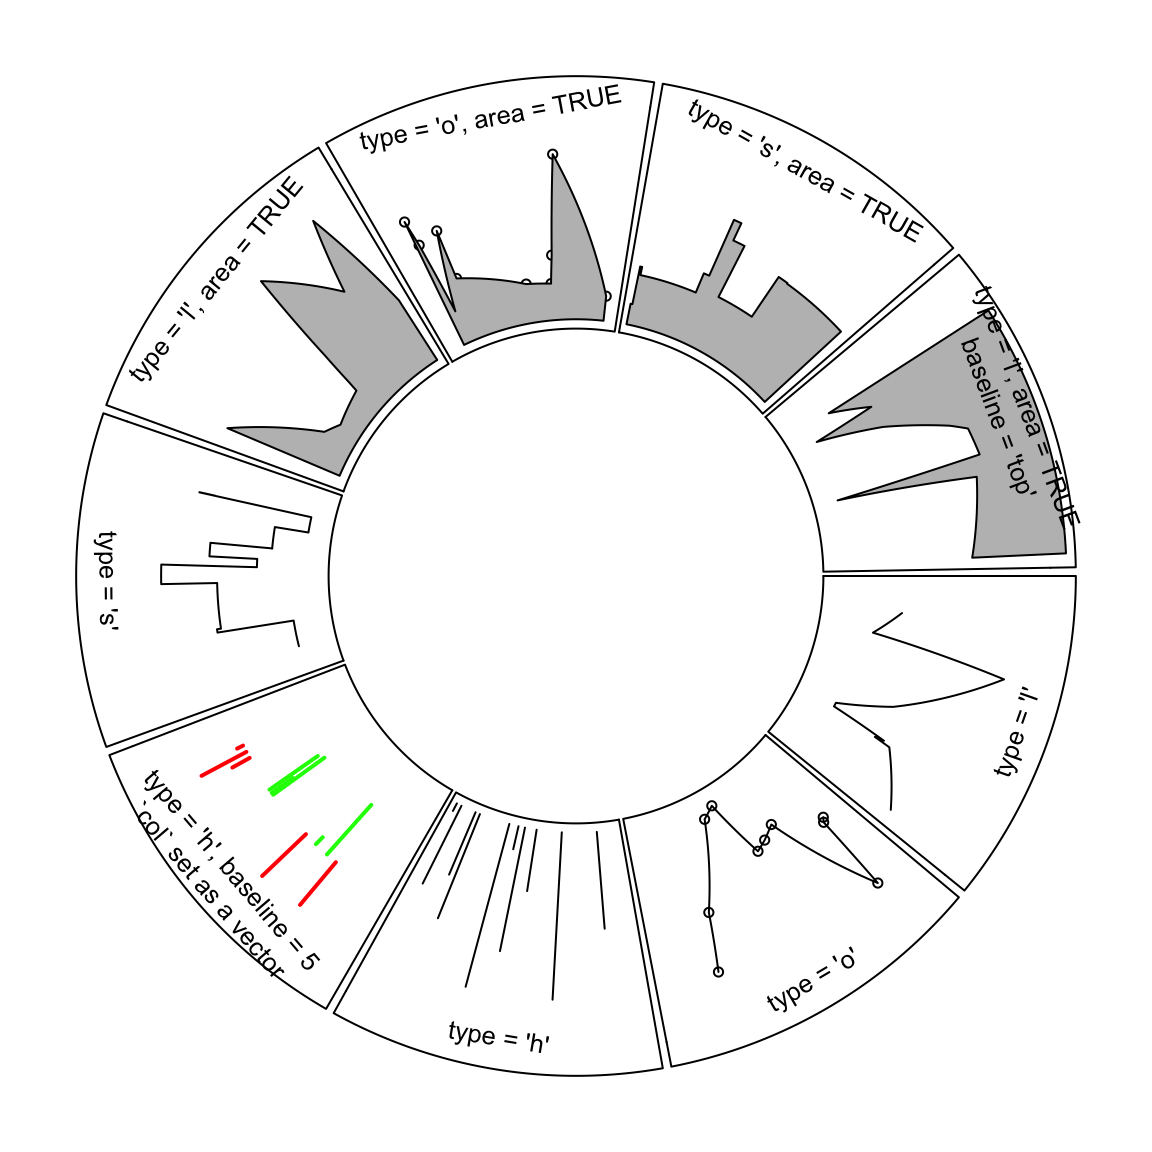 type = 'l'
type = 'o'
type = 'h'
type = 'h', baseline = 5
`col` set as a vector
type = 's'
type = 'l', area = TRUE
type = 'o', area = TRUE
type = 's', area = TRUE
type = 'l', area = TRUE
baseline = 'top'